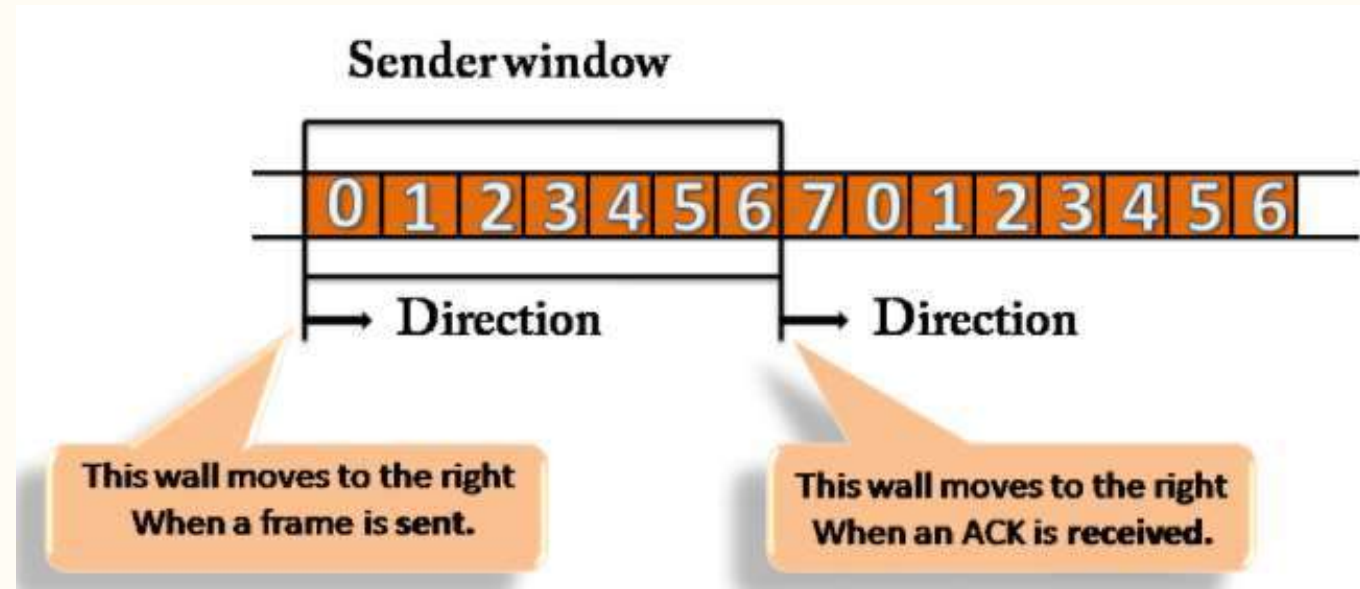 Sender window
0 1 2 3 4 5 6 7 0 1 2 3 4 5 6
Direction
Direction
This wall moves to the right
When a frame is sent.
This wall moves to the right
When an ACK is received.